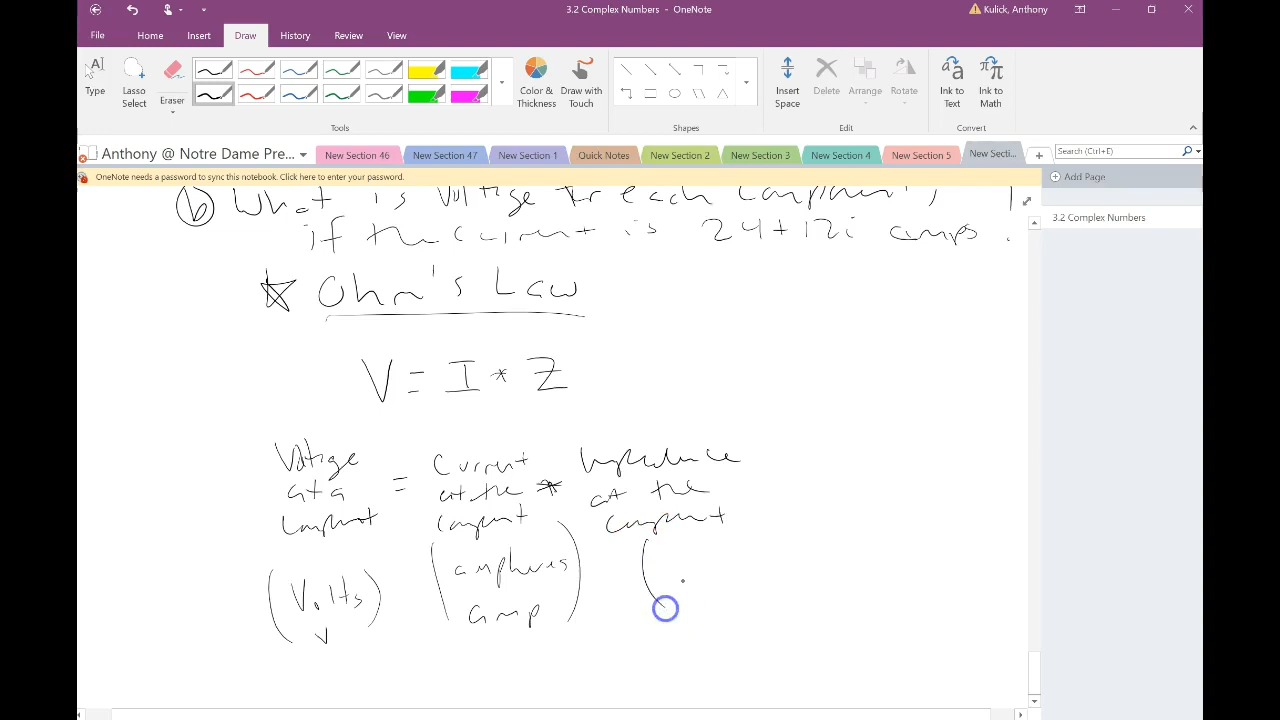 3.2 Complex Numbers - OneNote
Kulick, Anthony
File
Home
Insert
Draw
History
Review
View
Type
Lasso
Select
Eraser
Color &
Thickness
Draw with
Touch
Insert
Space
Delete
Arrange
Rotate
Ink to
Text
Ink to
Math
Tools
Shapes
Edit
Convert
Anthony @ Notre Dame Pre...
New Section 46
New Section 47
New Section 1
Quick Notes
New Section 2
New Section 3
New Section 4
New Section 5
New Secti...
Search (Ctrl+E)
OneNote needs a password to sync this notebook. Click here to enter your password.
Add Page
3.2 Complex Numbers
(b) What is voltage for each component,
if the current is 24+12i amps.
Ohm's Law
V = I * Z
Voltage
at a
component
=
Current
at the
component
*
Impedance
at the
component
(Volts
V)
(amperes
amp)
(